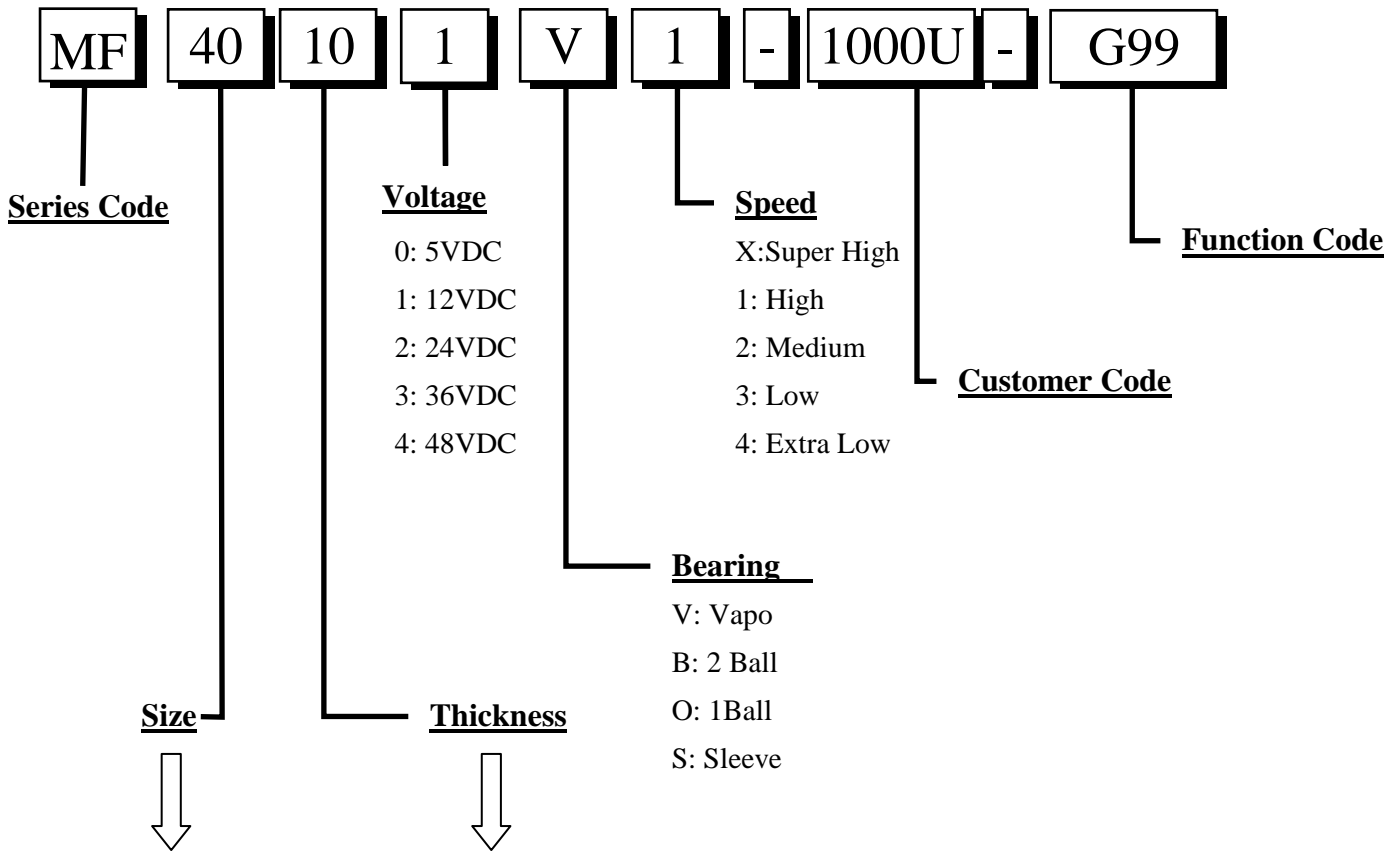 MF 40 10 1 V 1 - 1000U - G99
Series Code
Voltage
0: 5VDC
1: 12VDC
2: 24VDC
3: 36VDC
4: 48VDC
Speed
X:Super High
1: High
2: Medium
3: Low
4: Extra Low
Function Code
Customer Code
Bearing
V: Vapo
B: 2 Ball
O: 1Ball
S: Sleeve
Size
Thickness